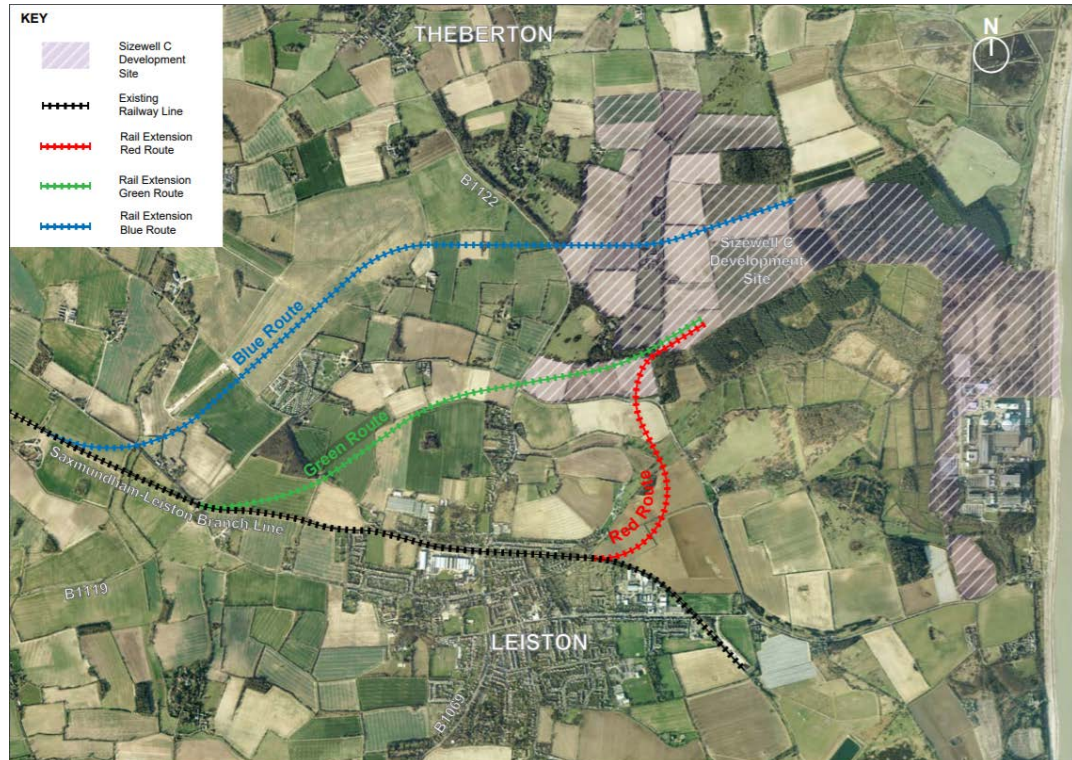 KEY
Sizewell C
Development
Site
Existing
Railway Line
Rail Extension
Red Route
Rail Extension
Green Route
Rail Extension
Blue Route
THEBERTON
N
B1122
Sizewell C
Development
Site
Blue Route
Green Route
Red Route
Saxmundham-Leiston Branch Line
B1119
LEISTON
B1069